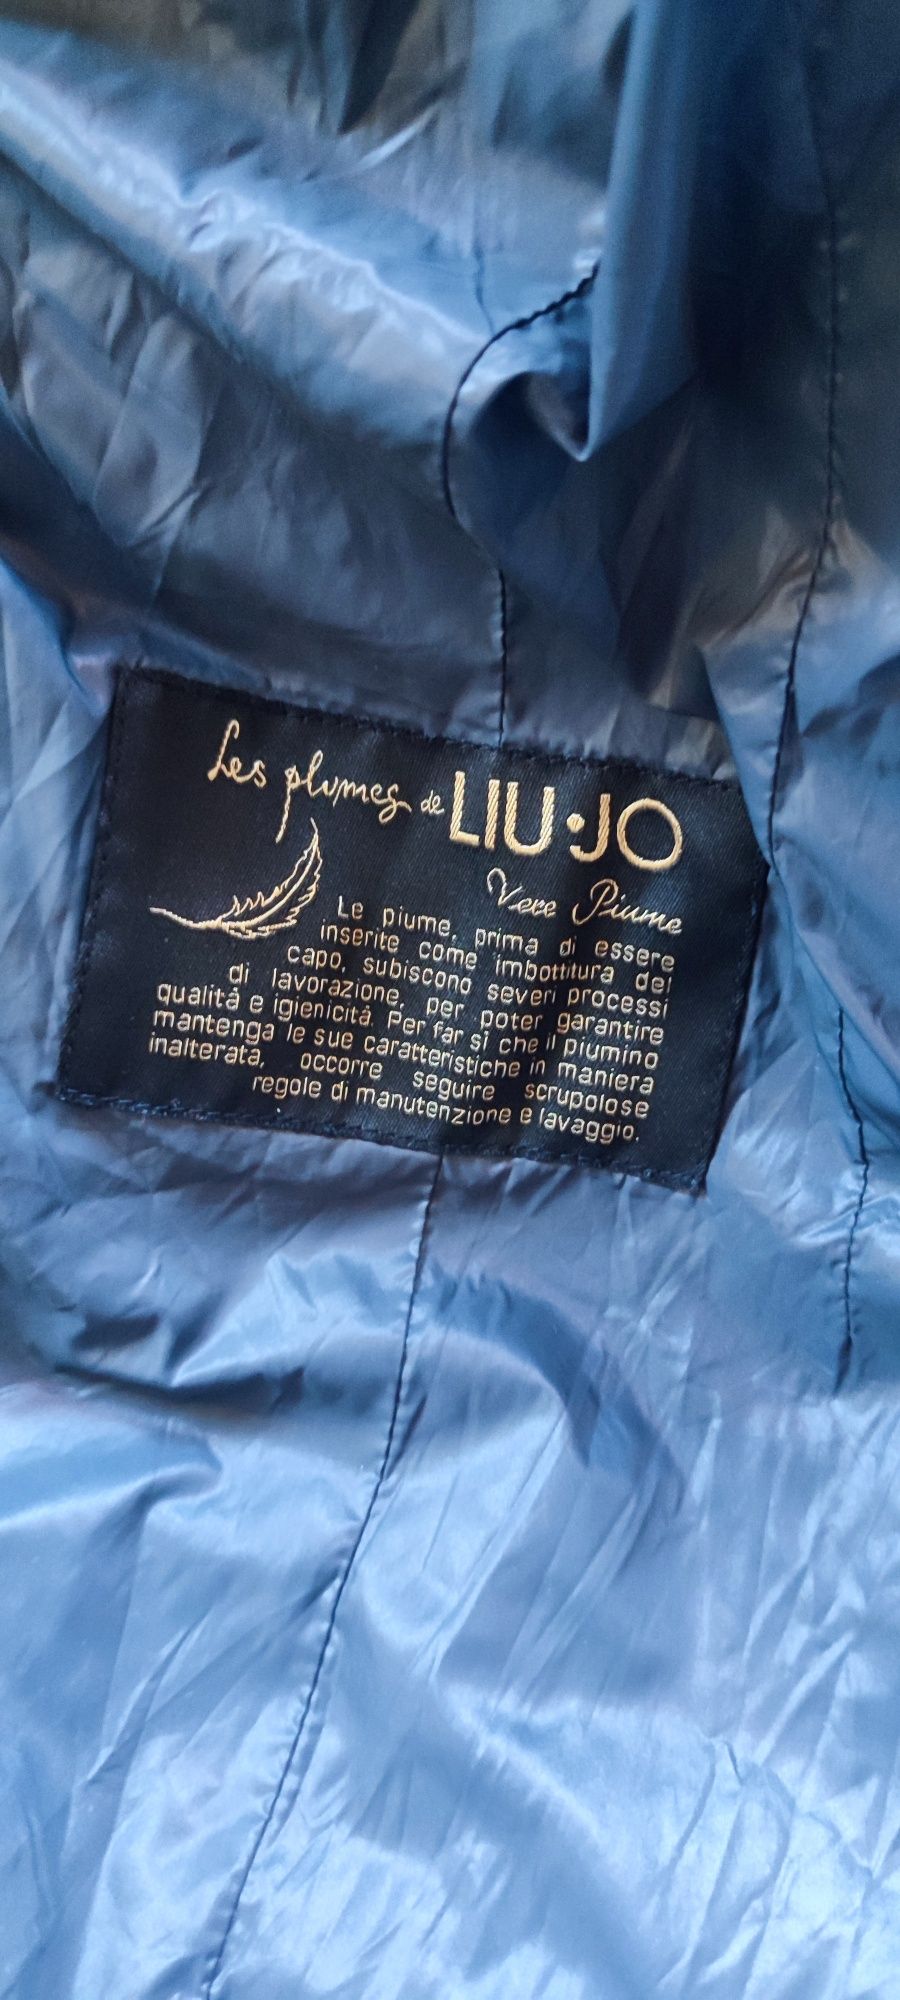 Les plumes de LIU·JO
Vere Piume
Le piume, prima di essere
inserite come imbottitura del
capo, subiscono severi processi
di lavorazione, per poter garantire
qualità e igienicità. Per far sì che il piumino
mantenga le sue caratteristiche in maniera
inalterata, occorre seguire scrupolose
regole di manutenzione e lavaggio.